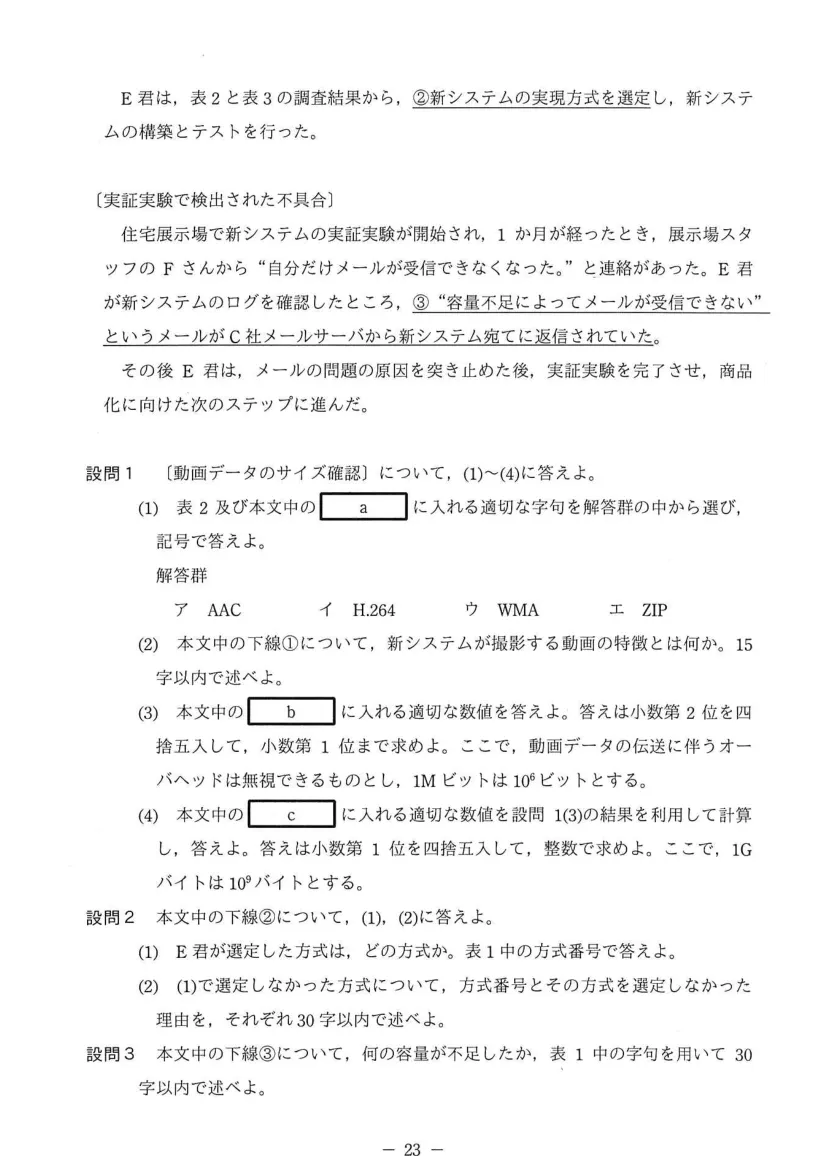 E 君は，表 2 と表 3 の調査結果から，②新システムの実現方式を選定し，新システ
ムの構築とテストを行った。
〔実証実験で検出された不具合〕
住宅展示場で新システムの実証実験が開始され，1 か月が経ったとき，展示場スタ
ッフの F さんから“自分だけメールが受信できなくなった。”と連絡があった。E 君
が新システムのログを確認したところ，③“容量不足によってメールが受信できない”
というメールが C 社メールサーバから新システム宛てに返信されていた。
その後 E 君は，メールの問題の原因を突き止めた後，実証実験を完了させ，商品
化に向けた次のステップに進んだ。
設問 1 〔動画データのサイズ確認〕について，(1)～(4)に答えよ。
(1) 表 2 及び本文中の a に入れる適切な字句を解答群の中から選び，
記号で答えよ。
解答群
ア AAC イ H.264 ウ WMA エ ZIP
(2) 本文中の下線①について，新システムが撮影する動画の特徴とは何か。15
字以内で述べよ。
(3) 本文中の b に入れる適切な数値を答えよ。答えは小数第 2 位を四
捨五入して，小数第 1 位まで求めよ。ここで，動画データの伝送に伴うオー
バヘッドは無視できるものとし，1M ビットは 10⁶ ビットとする。
(4) 本文中の c に入れる適切な数値を設問 1(3)の結果を利用して計算
し，答えよ。答えは小数第 1 位を四捨五入して，整数で求めよ。ここで，1G
バイトは 10⁹ バイトとする。
設問 2 本文中の下線②について，(1)，(2)に答えよ。
(1) E 君が選定した方式は，どの方式か。表 1 中の方式番号で答えよ。
(2) (1)で選定しなかった方式について，方式番号とその方式を選定しなかった
理由を，それぞれ 30 字以内で述べよ。
設問 3 本文中の下線③について，何の容量が不足したか，表 1 中の字句を用いて 30
字以内で述べよ。
－ 23 －